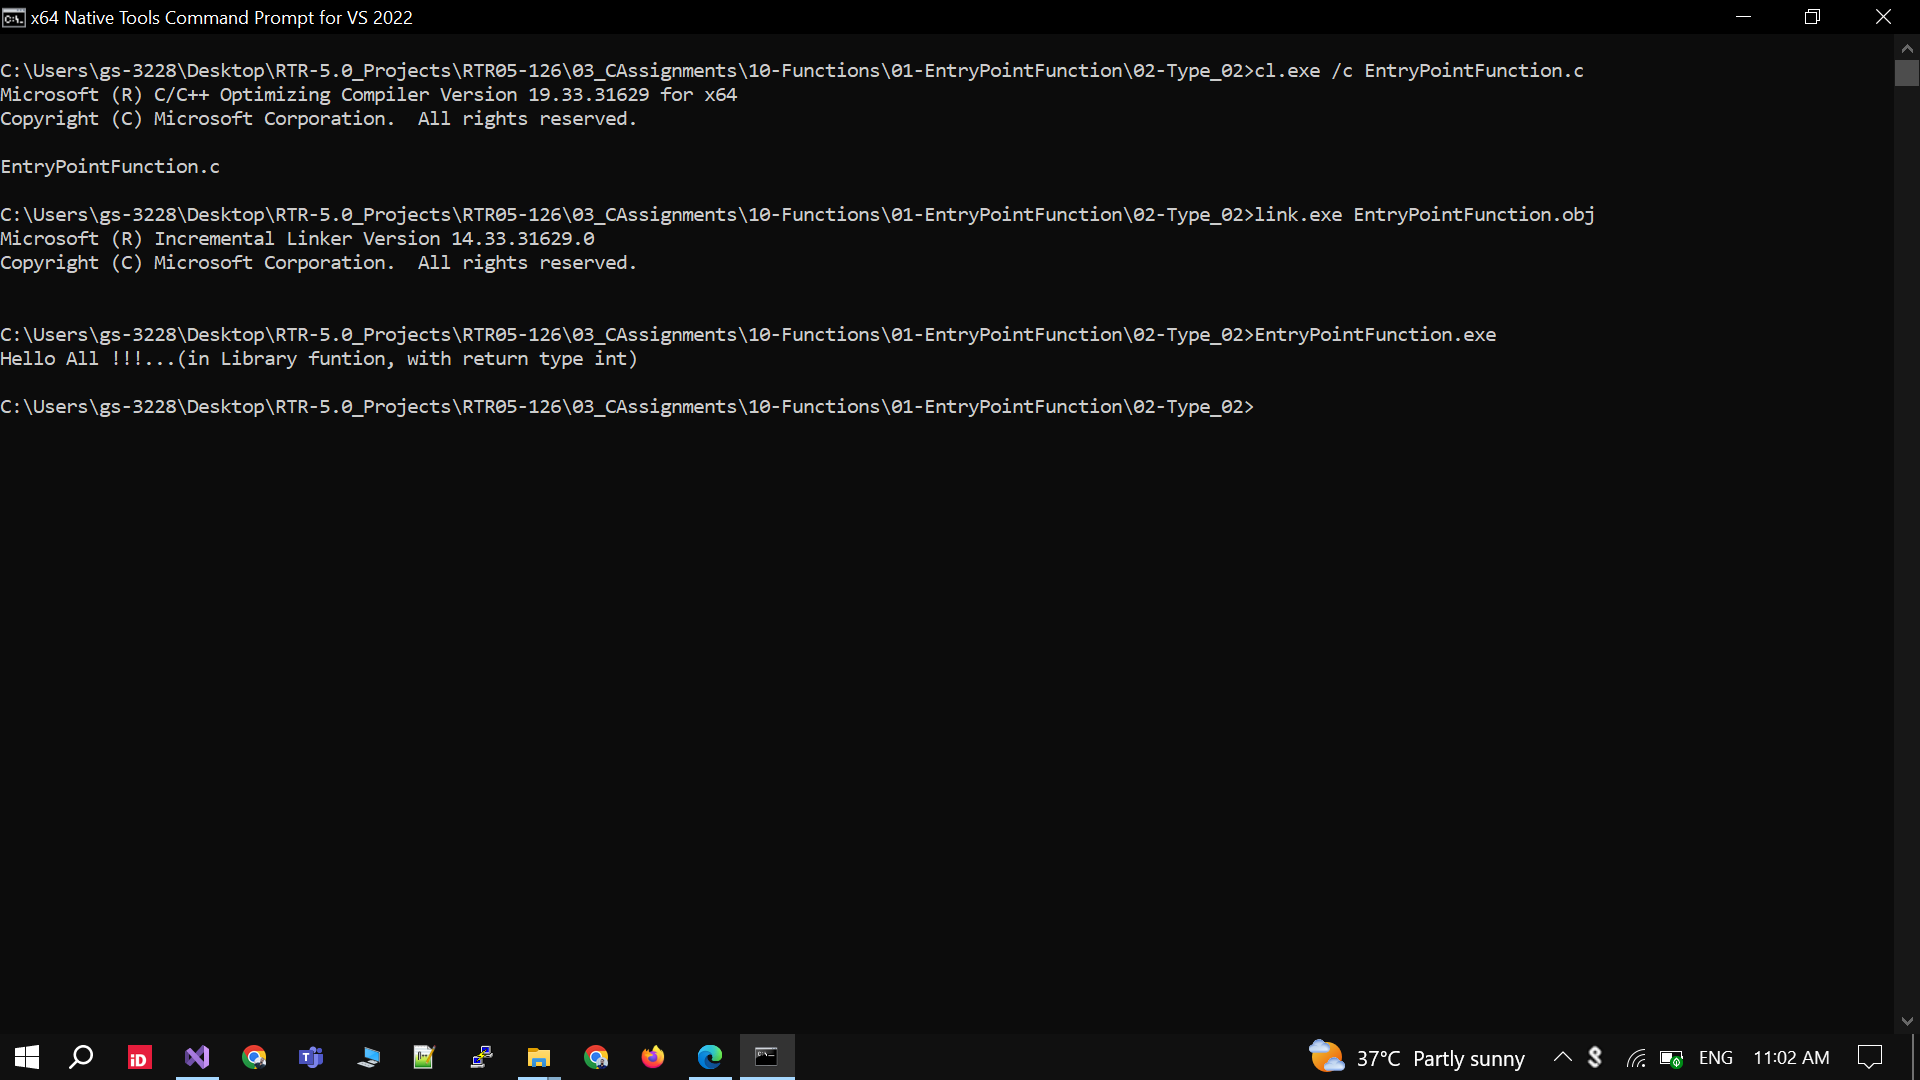 x64 Native Tools Command Prompt for VS 2022
C:\Users\gs-3228\Desktop\RTR-5.0_Projects\RTR05-126\03_CAssignments\10-Functions\01-EntryPointFunction\02-Type_02>cl.exe /c EntryPointFunction.c
Microsoft (R) C/C++ Optimizing Compiler Version 19.33.31629 for x64
Copyright (C) Microsoft Corporation.  All rights reserved.
EntryPointFunction.c
C:\Users\gs-3228\Desktop\RTR-5.0_Projects\RTR05-126\03_CAssignments\10-Functions\01-EntryPointFunction\02-Type_02>link.exe EntryPointFunction.obj
Microsoft (R) Incremental Linker Version 14.33.31629.0
Copyright (C) Microsoft Corporation.  All rights reserved.
C:\Users\gs-3228\Desktop\RTR-5.0_Projects\RTR05-126\03_CAssignments\10-Functions\01-EntryPointFunction\02-Type_02>EntryPointFunction.exe
Hello All !!!...(in Library funtion, with return type int)
C:\Users\gs-3228\Desktop\RTR-5.0_Projects\RTR05-126\03_CAssignments\10-Functions\01-EntryPointFunction\02-Type_02>
iD
37°C Partly sunny
ENG
11:02 AM